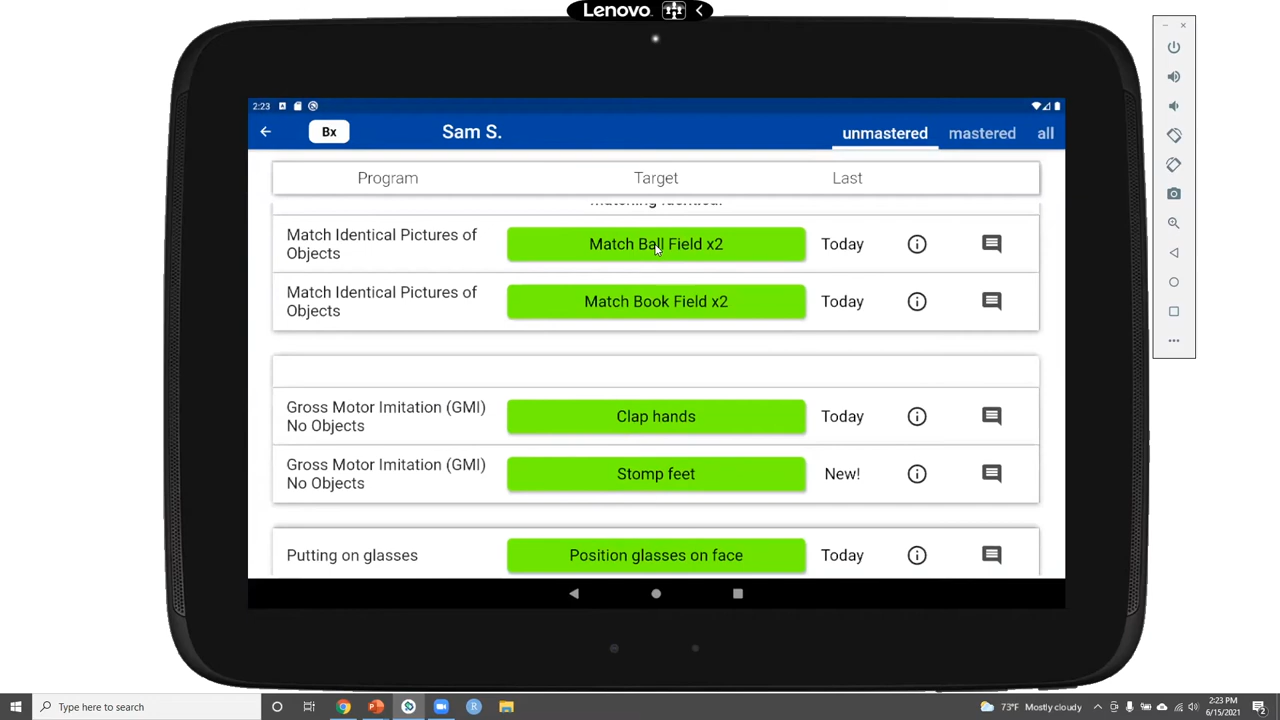 Lenovo
2:23
Bx
Sam S.
unmastered
mastered
all
Program
Target
Last
Matching Identical
Match Identical Pictures of
Objects
Match Ball Field x2
Today
Match Identical Pictures of
Objects
Match Book Field x2
Today
Gross Motor Imitation (GMI)
No Objects
Clap hands
Today
Gross Motor Imitation (GMI)
No Objects
Stomp feet
New!
Putting on glasses
Position glasses on face
Today
Type here to search
73°F Mostly cloudy
2:23 PM
6/15/2021
2